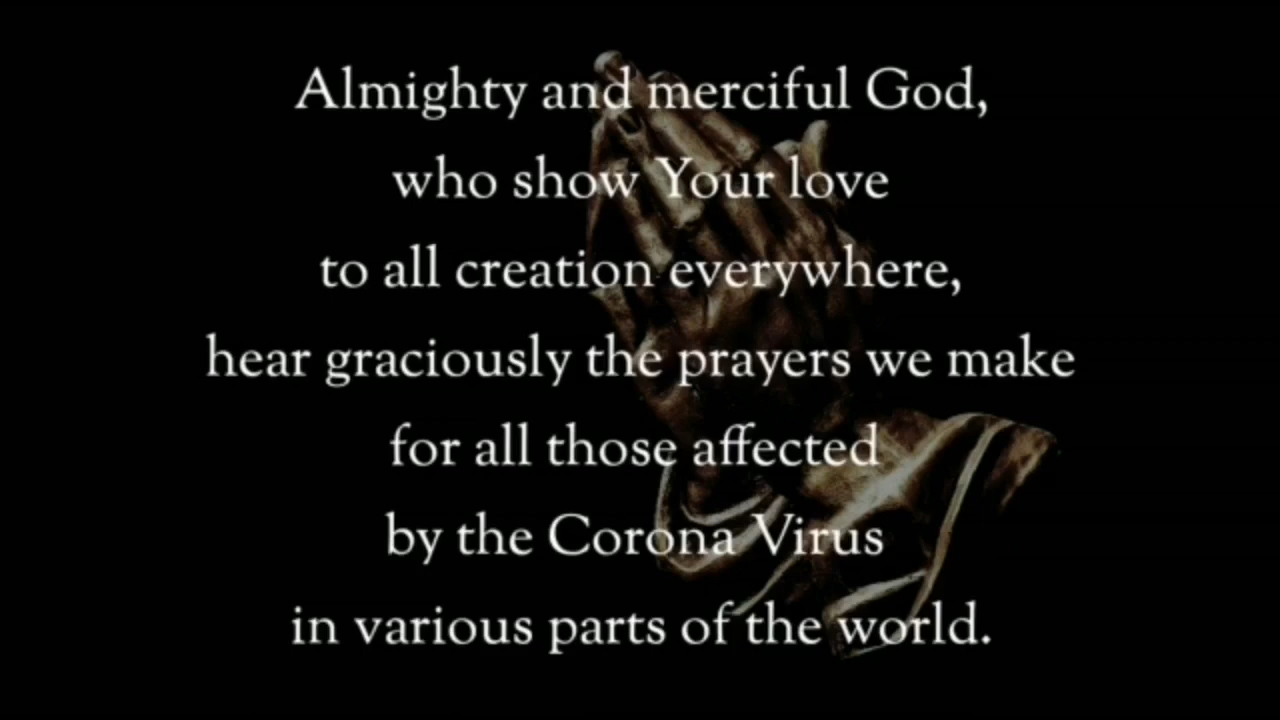 Almighty and merciful God,
who show Your love
to all creation everywhere,
hear graciously the prayers we make
for all those affected
by the Corona Virus
in various parts of the world.